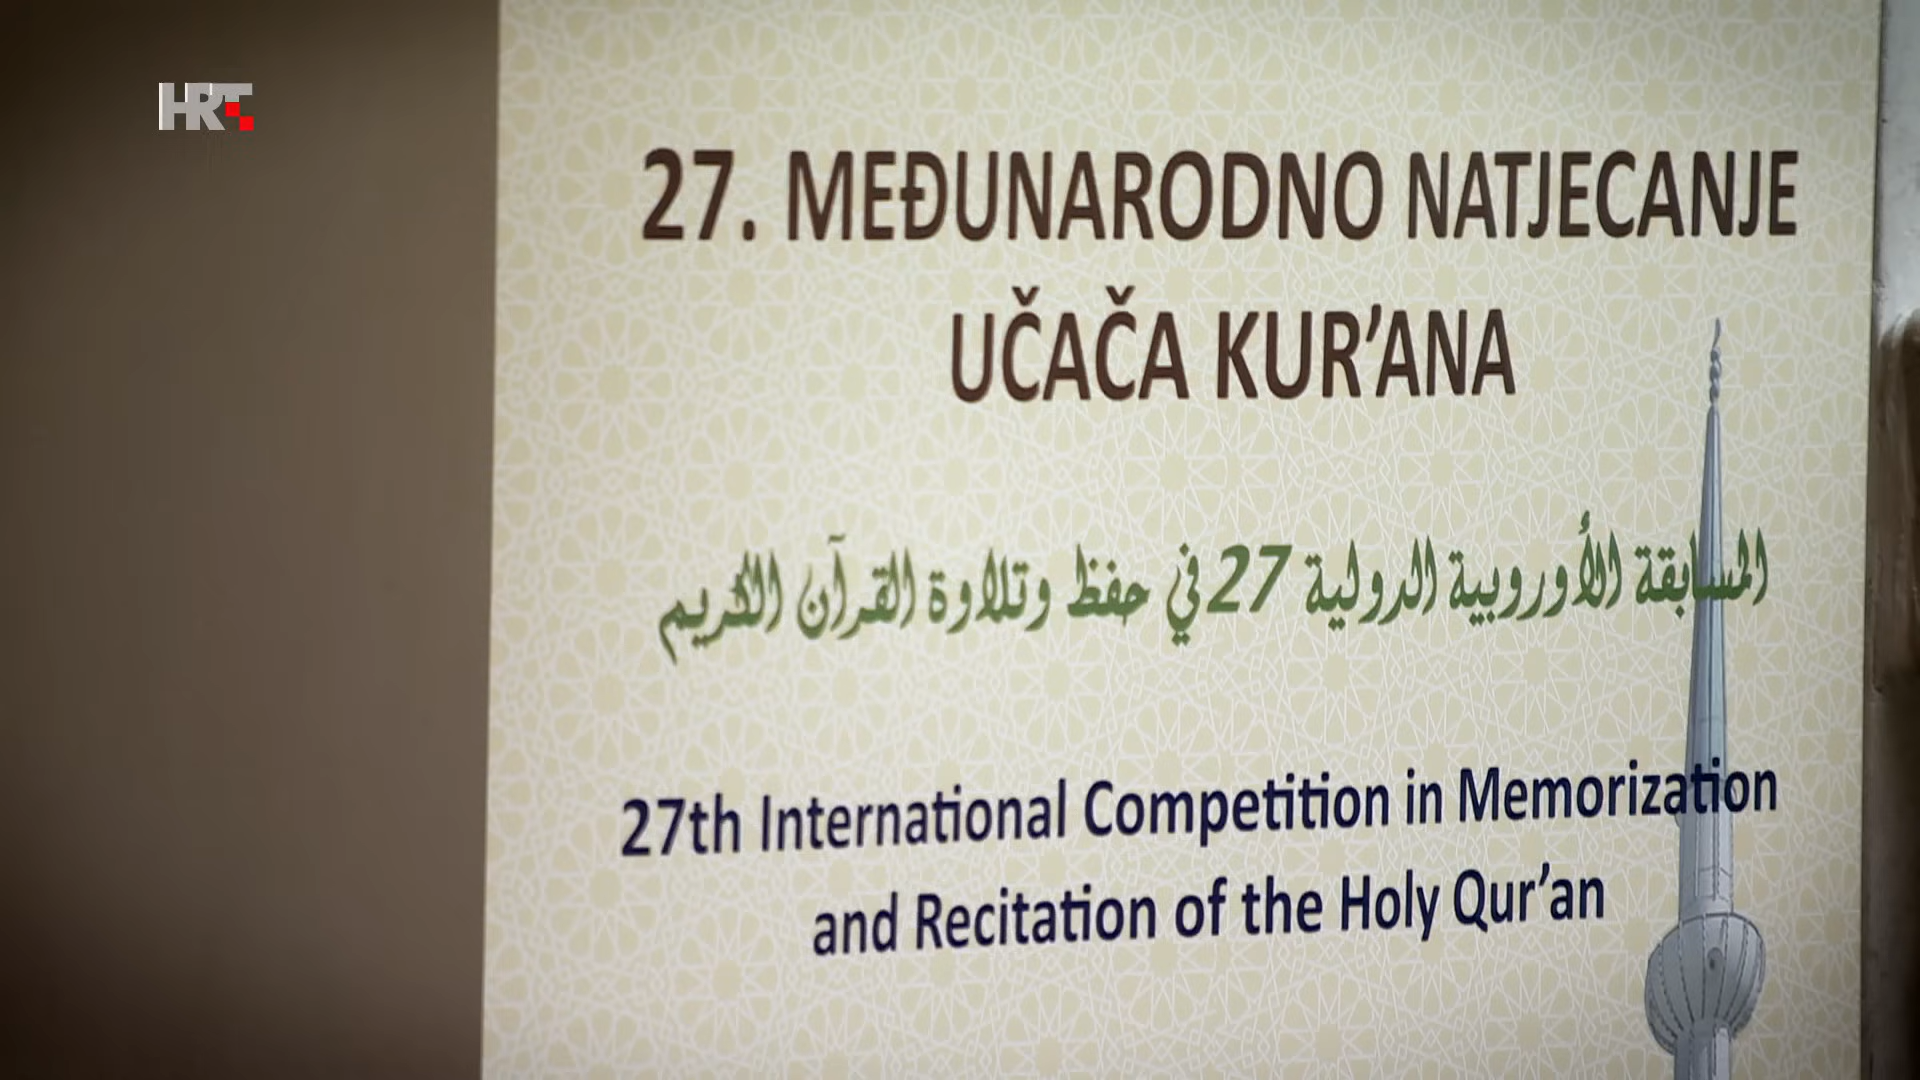 HRT
27. MEĐUNARODNO NATJECANJE
UČAČA KUR’ANA
المسابقة الأوروبية الدولية 27 في حفظ وتلاوة القرآن الكريم
27th International Competition in Memorization
and Recitation of the Holy Qur’an